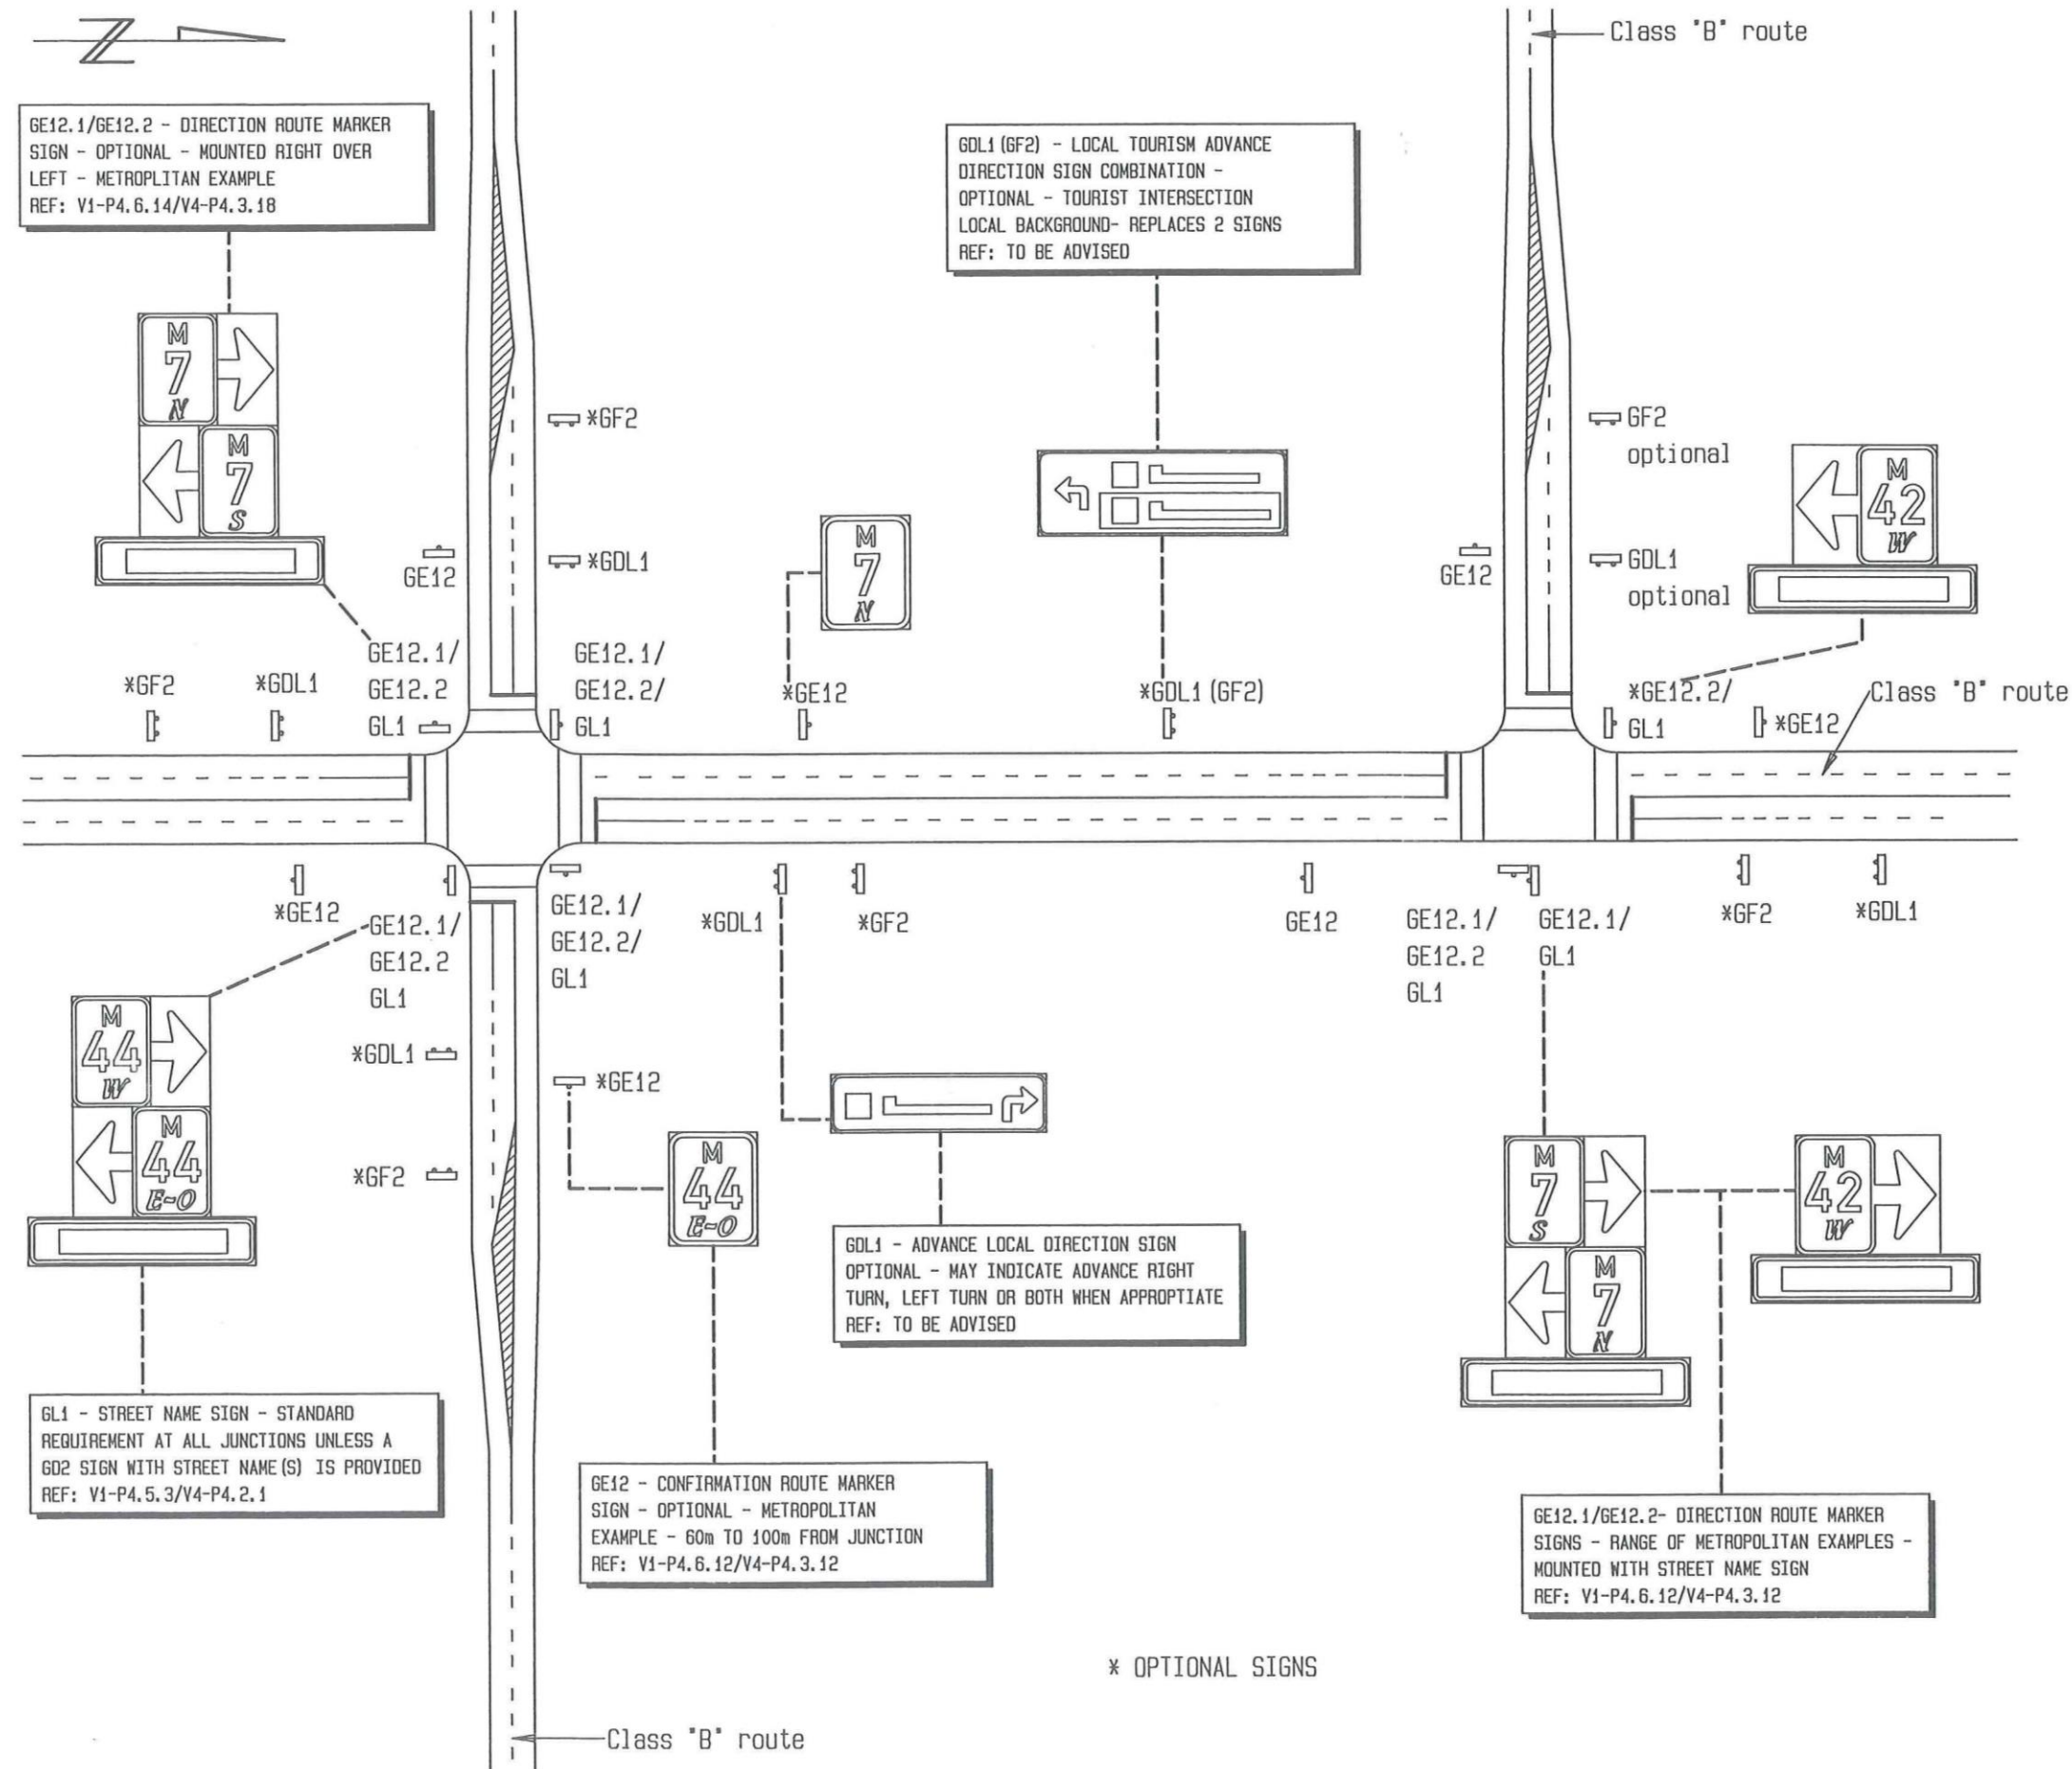 Class "B" route
GE12.1/GE12.2 - DIRECTION ROUTE MARKER
SIGN - OPTIONAL - MOUNTED RIGHT OVER
LEFT - METROPLITAN EXAMPLE
REF: V1-P4.6.14/V4-P4.3.18
GDL1(GF2) - LOCAL TOURISM ADVANCE
DIRECTION SIGN COMBINATION -
OPTIONAL - TOURIST INTERSECTION
LOCAL BACKGROUND- REPLACES 2 SIGNS
REF: TO BE ADVISED
M
7
N
M
7
S
*GF2
GE12
*GDL1
M
7
N
GF2
optional
GE12
GDL1
optional
M
42
W
*GF2
*GDL1
GE12.1/
GE12.2
GL1
GE12.1/
GE12.2/
GL1
*GE12
*GDL1(GF2)
*GE12.2/
GL1
*GE12
Class "B" route
*GE12
GE12.1/
GE12.2
GL1
GE12.1/
GE12.2/
GL1
*GDL1
*GF2
GE12
GE12.1/
GE12.2
GL1
GE12.1/
GL1
*GF2
*GDL1
M
44
W
M
44
E-O
*GDL1
*GE12
*GF2
M
44
E-O
M
7
S
M
7
N
M
42
W
GDL1 - ADVANCE LOCAL DIRECTION SIGN
OPTIONAL - MAY INDICATE ADVANCE RIGHT
TURN, LEFT TURN OR BOTH WHEN APPROPTIATE
REF: TO BE ADVISED
GL1 - STREET NAME SIGN - STANDARD
REQUIREMENT AT ALL JUNCTIONS UNLESS A
GD2 SIGN WITH STREET NAME(S) IS PROVIDED
REF: V1-P4.5.3/V4-P4.2.1
GE12 - CONFIRMATION ROUTE MARKER
SIGN - OPTIONAL - METROPOLITAN
EXAMPLE - 60m TO 100m FROM JUNCTION
REF: V1-P4.6.12/V4-P4.3.12
GE12.1/GE12.2- DIRECTION ROUTE MARKER
SIGNS - RANGE OF METROPOLITAN EXAMPLES -
MOUNTED WITH STREET NAME SIGN
REF: V1-P4.6.12/V4-P4.3.12
* OPTIONAL SIGNS
Class "B" route